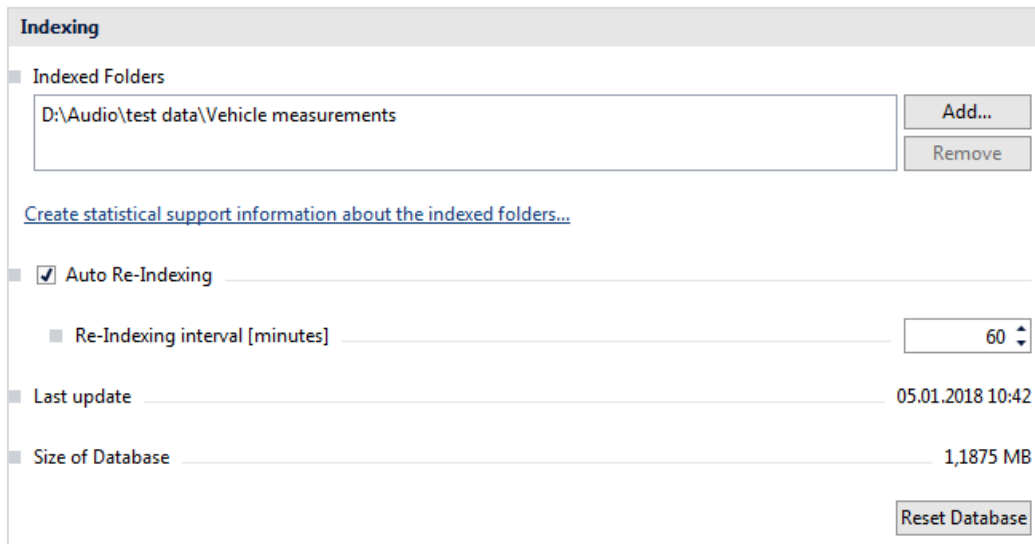 Indexing
Indexed Folders
D:\Audio\test data\Vehicle measurements
Add...
Remove
Create statistical support information about the indexed folders...
Auto Re-Indexing
Re-Indexing interval [minutes] 60
Last update 05.01.2018 10:42
Size of Database 1,1875 MB
Reset Database